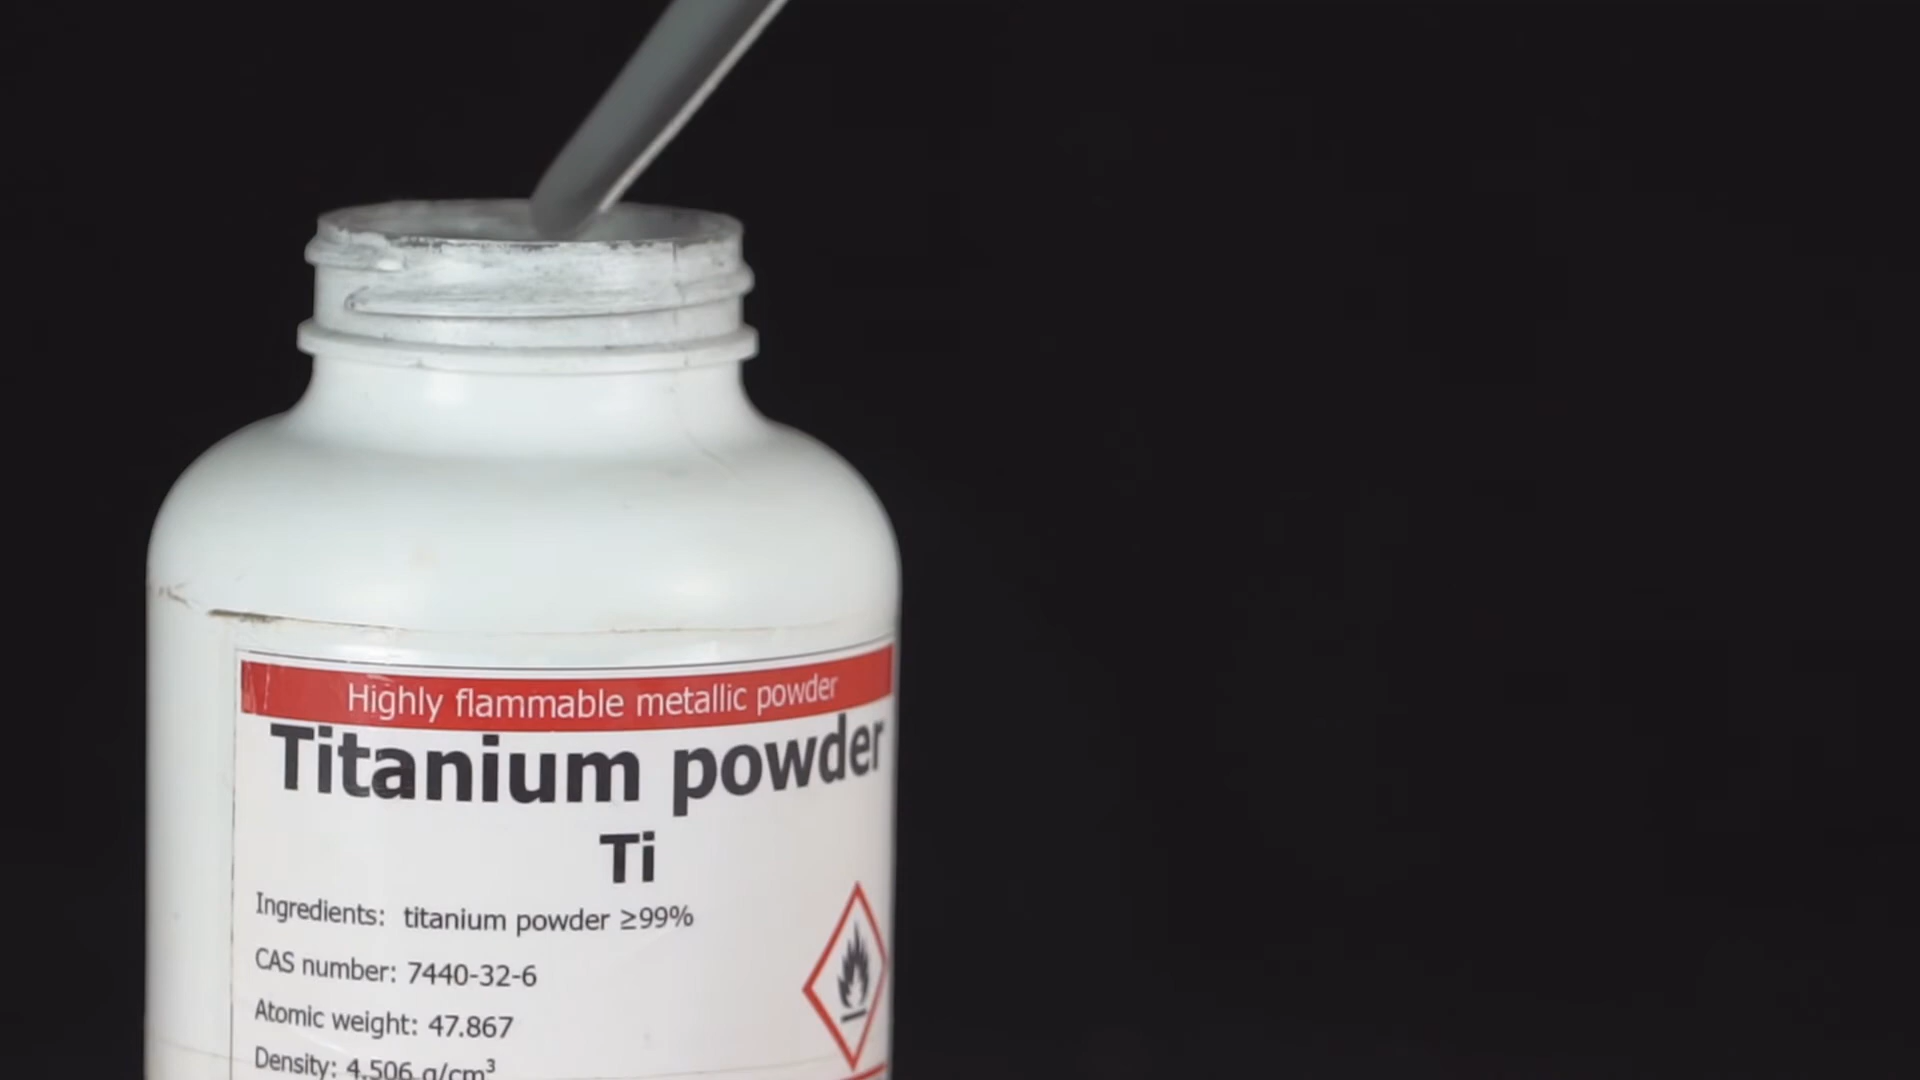 Highly flammable metallic powder
Titanium powder
Ti
Ingredients: titanium powder ≥99%
CAS number: 7440-32-6
Atomic weight: 47.867
Density: 4.506 g/cm³